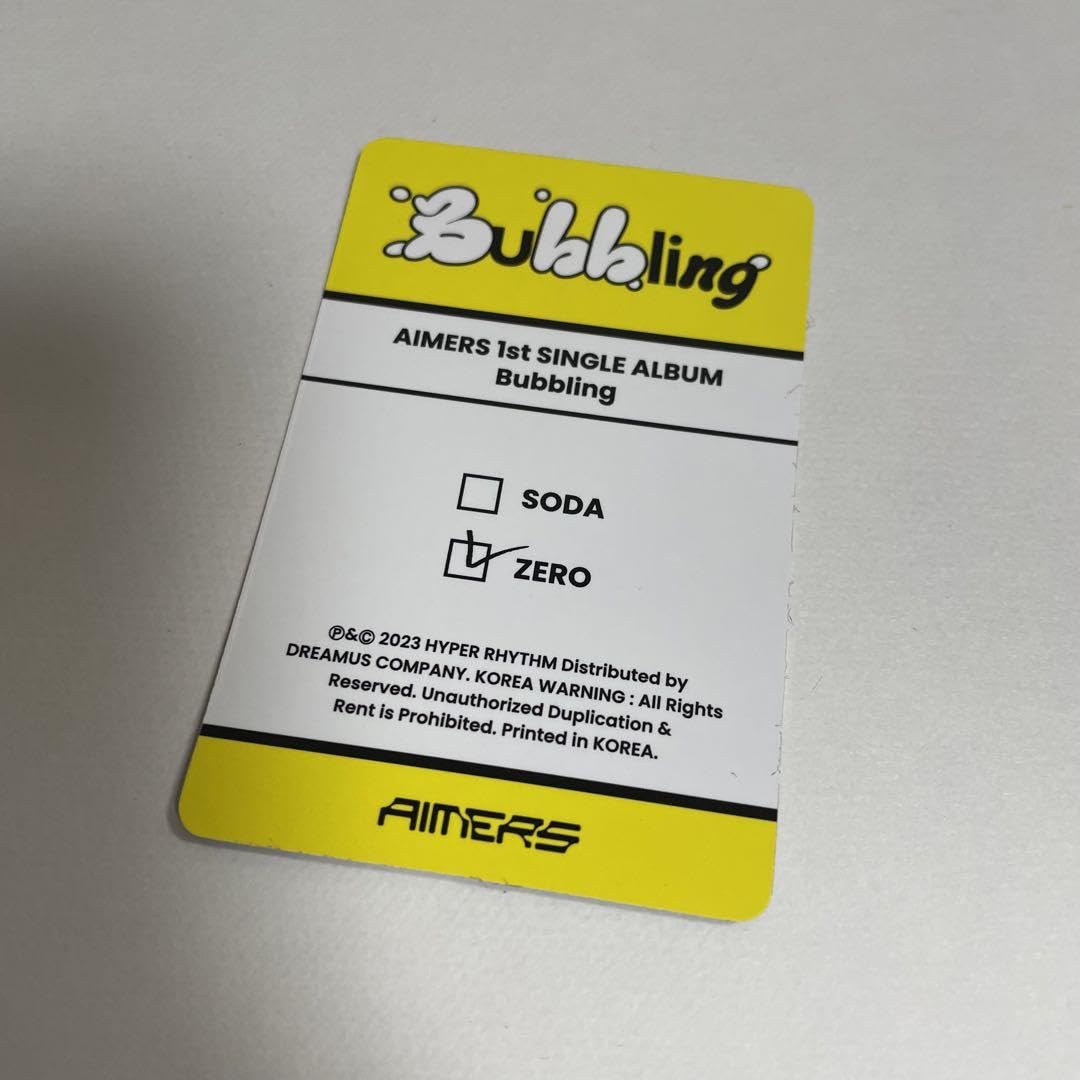 Bubbling
AIMERS 1st SINGLE ALBUM
Bubbling
SODA
ZERO
℗&© 2023 HYPER RHYTHM Distributed by
DREAMUS COMPANY. KOREA WARNING : All Rights
Reserved. Unauthorized Duplication &
Rent is Prohibited. Printed in KOREA.
AIMERS